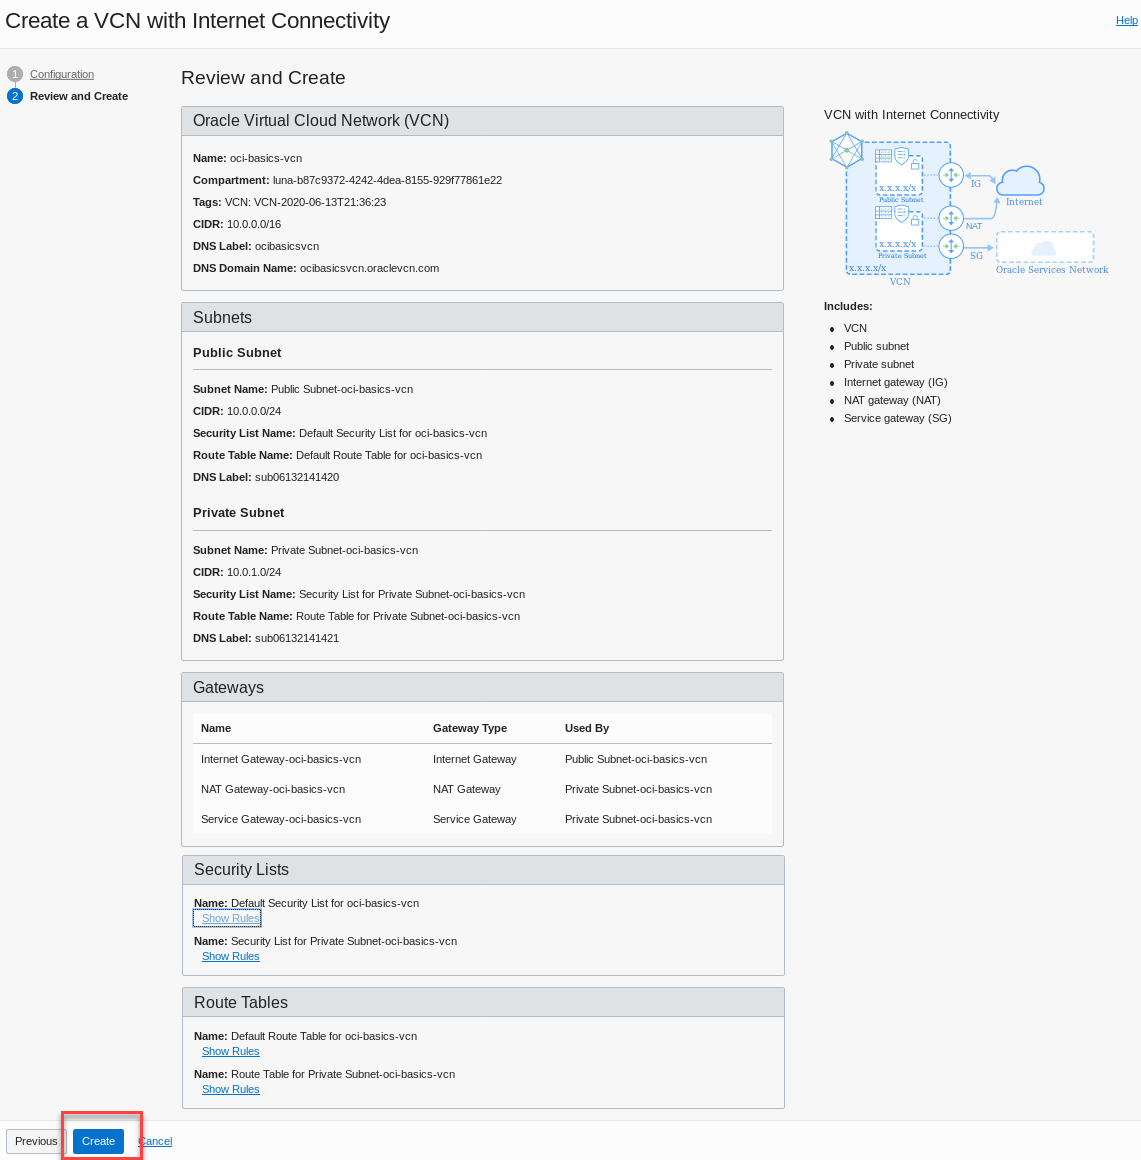 Create a VCN with Internet Connectivity
Help
1 Configuration
2 Review and Create
Review and Create
Oracle Virtual Cloud Network (VCN)
Name: oci-basics-vcn
Compartment: luna-b87c9372-4242-4dea-8155-929f77861e22
Tags: VCN: VCN-2020-06-13T21:36:23
CIDR: 10.0.0.0/16
DNS Label: ocibasicsvcn
DNS Domain Name: ocibasicsvcn.oraclevcn.com
Subnets
Public Subnet
Subnet Name: Public Subnet-oci-basics-vcn
CIDR: 10.0.0.0/24
Security List Name: Default Security List for oci-basics-vcn
Route Table Name: Default Route Table for oci-basics-vcn
DNS Label: sub06132141420
Private Subnet
Subnet Name: Private Subnet-oci-basics-vcn
CIDR: 10.0.1.0/24
Security List Name: Security List for Private Subnet-oci-basics-vcn
Route Table Name: Route Table for Private Subnet-oci-basics-vcn
DNS Label: sub06132141421
Gateways
Name Gateway Type Used By
Internet Gateway-oci-basics-vcn Internet Gateway Public Subnet-oci-basics-vcn
NAT Gateway-oci-basics-vcn NAT Gateway Private Subnet-oci-basics-vcn
Service Gateway-oci-basics-vcn Service Gateway Private Subnet-oci-basics-vcn
Security Lists
Name: Default Security List for oci-basics-vcn
Show Rules
Name: Security List for Private Subnet-oci-basics-vcn
Show Rules
Route Tables
Name: Default Route Table for oci-basics-vcn
Show Rules
Name: Route Table for Private Subnet-oci-basics-vcn
Show Rules
VCN with Internet Connectivity
x.x.x.x/x
Public Subnet
IG
Internet
NAT
x.x.x.x/x
Private Subnet
SG
x.x.x.x/x
Oracle Services Network
VCN
Includes:
VCN
Public subnet
Private subnet
Internet gateway (IG)
NAT gateway (NAT)
Service gateway (SG)
Previous Create Cancel